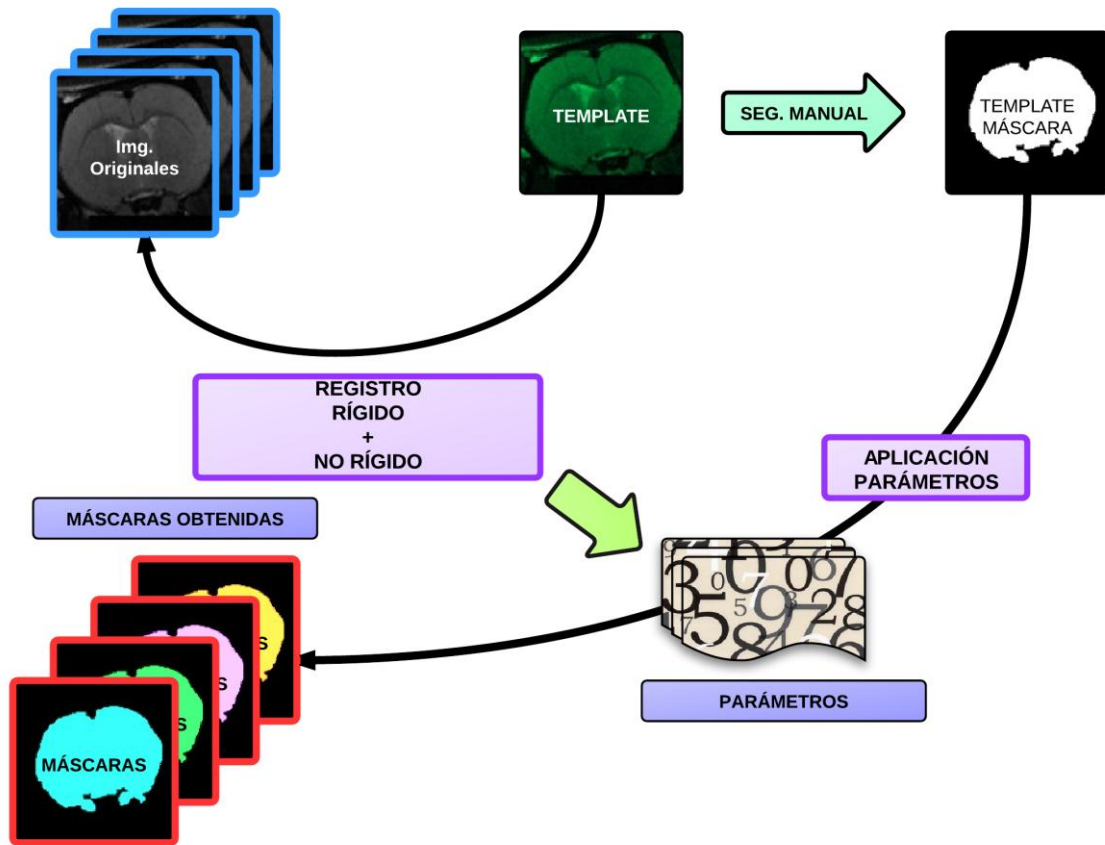 Img.
Originales
TEMPLATE
SEG. MANUAL
TEMPLATE
MÁSCARA
REGISTRO
RÍGIDO
+
NO RÍGIDO
APLICACIÓN
PARÁMETROS
MÁSCARAS OBTENIDAS
PARÁMETROS
S
S
S
MÁSCARAS